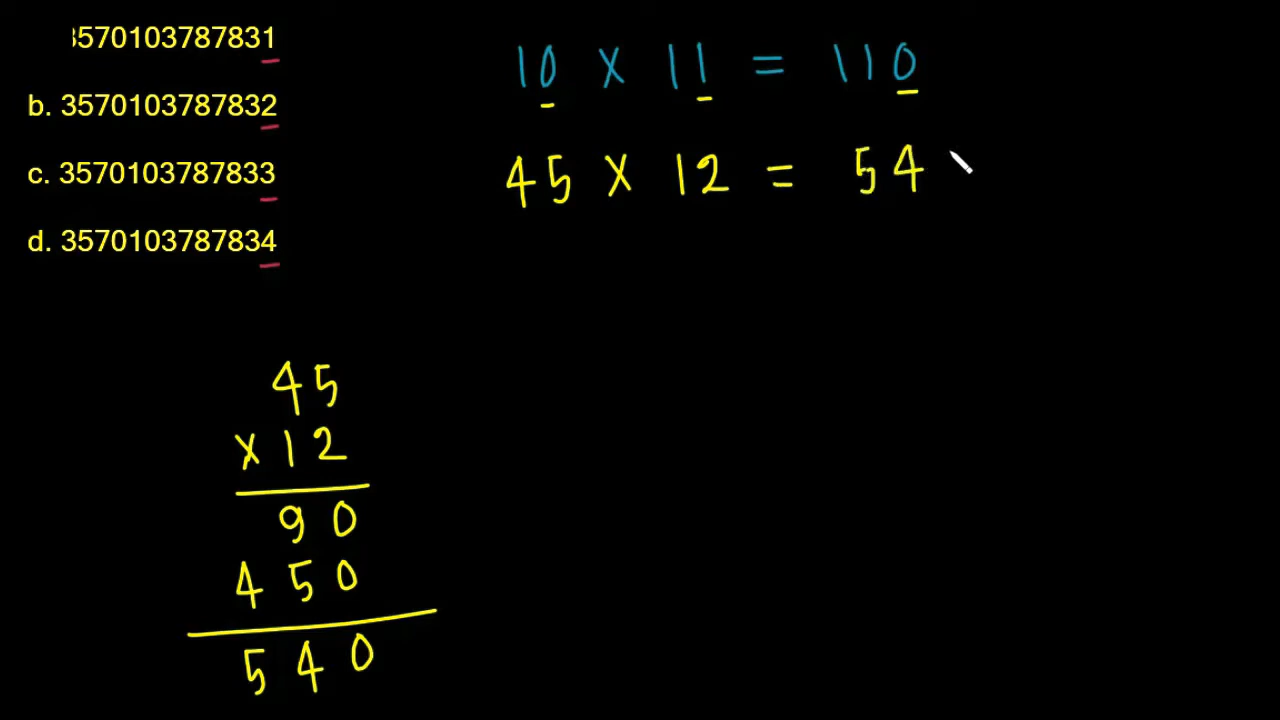 3570103787831
b. 3570103787832
c. 3570103787833
d. 3570103787834
10 x 11 = 110
45 x 12 = 54
45
x 12
90
450
540